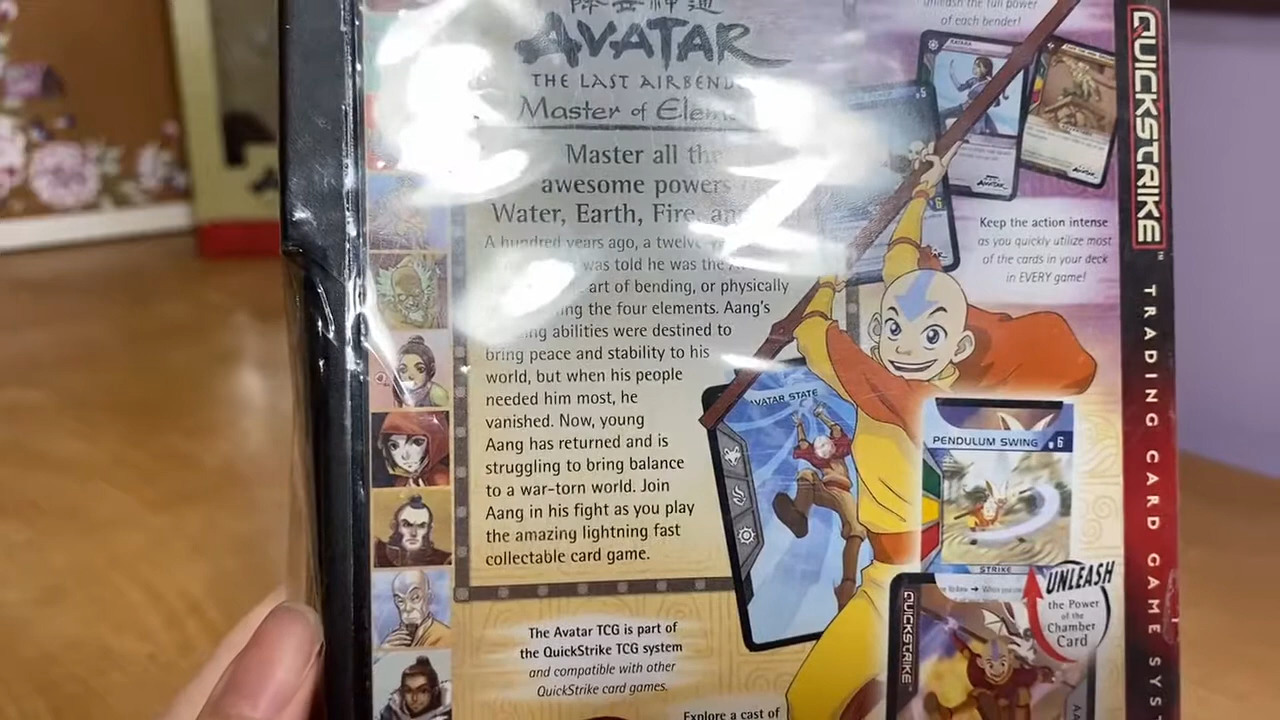 AVATAR
THE LAST AIRBEND
Master of Elem
Master all the
awesome powers
Water, Earth, Fire, an
A hundred years ago, a twelve
was told he was the
art of bending, or physically
ing the four elements. Aang's
ing abilities were destined to
bring peace and stability to his
world, but when his people
needed him most, he
vanished. Now, young
Aang has returned and is
struggling to bring balance
to a war-torn world. Join
Aang in his fight as you play
the amazing lightning fast
collectable card game.
The Avatar TCG is part of
the QuickStrike TCG system
and compatible with other
QuickStrike card games.
Explore a cast of
unleash the full power
of each bender!
KATARA
AVATAR
Keep the action intense
as you quickly utilize most
of the cards in your deck
in EVERY game!
AVATAR STATE
PENDULUM SWING 6
STRIKE
UNLEASH
the Power
of the
Chamber
Card
QUICKSTRIKE
QUICKSTRIKE™ TRADING CARD GAME SYS